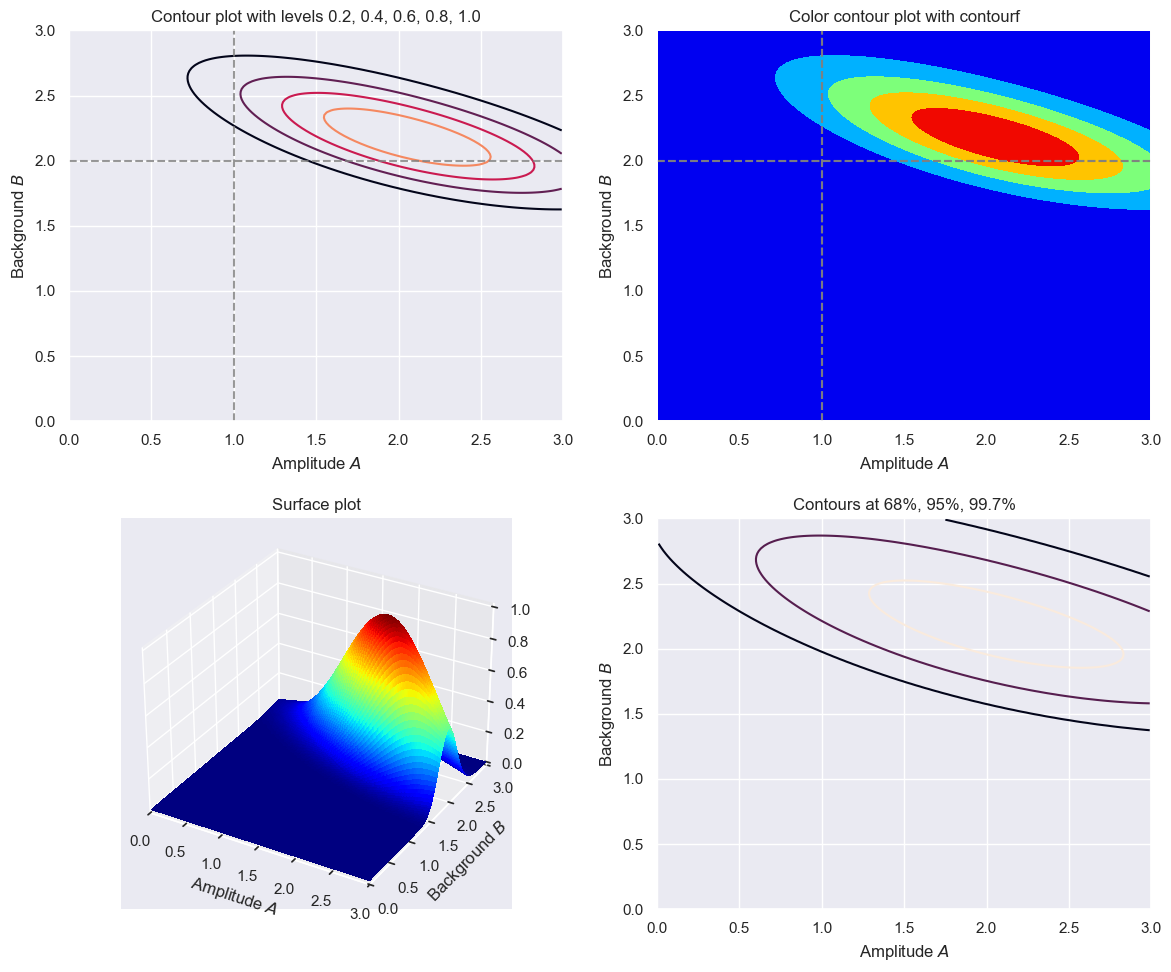 Contour plot with levels 0.2, 0.4, 0.6, 0.8, 1.0
3.0
2.5
2.0
1.5
1.0
0.5
0.0
Background B
0.0 0.5 1.0 1.5 2.0 2.5 3.0
Amplitude A
Color contour plot with contourf
3.0
2.5
2.0
1.5
1.0
0.5
0.0
Background B
0.0 0.5 1.0 1.5 2.0 2.5 3.0
Amplitude A
Surface plot
1.0
0.8
0.6
0.4
0.2
0.0
3.0
2.5
2.0
1.5
1.0
0.5
0.0
Background B
0.0
0.5
1.0
1.5
2.0
2.5
3.0
Amplitude A
Contours at 68%, 95%, 99.7%
3.0
2.5
2.0
1.5
1.0
0.5
0.0
Background B
0.0 0.5 1.0 1.5 2.0 2.5 3.0
Amplitude A